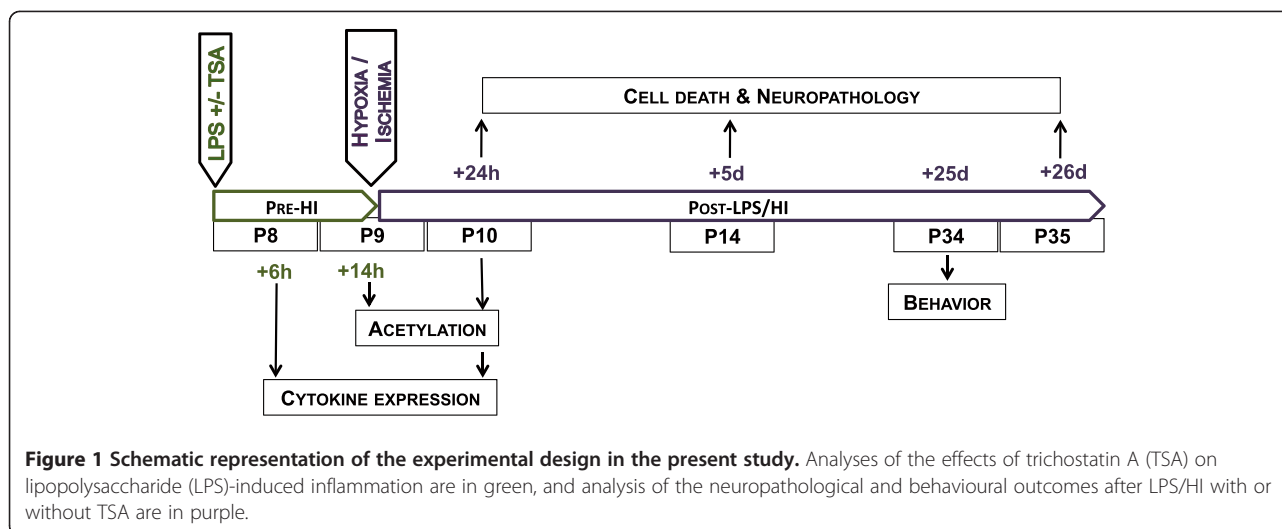 LPS +/- TSA
HYPOXIA /
ISCHEMIA
CELL DEATH & NEUROPATHOLOGY
+24h
+5d
+25d
+26d
PRE-HI
POST-LPS/HI
P8
P9
P10
P14
P34
P35
+6h
+14h
BEHAVIOR
ACETYLATION
CYTOKINE EXPRESSION
Figure 1 Schematic representation of the experimental design in the present study. Analyses of the effects of trichostatin A (TSA) on
lipopolysaccharide (LPS)-induced inflammation are in green, and analysis of the neuropathological and behavioural outcomes after LPS/HI with or
without TSA are in purple.